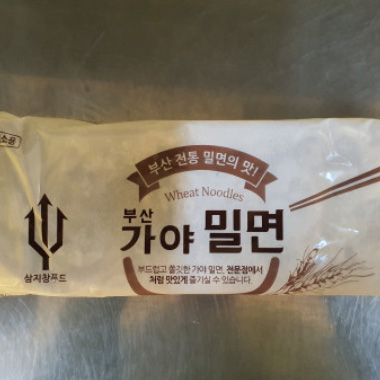 소용
부산 전통 밀면의 맛!
Wheat Noodles
부산
가야 밀면
부드럽고 쫄깃한 가야 밀면, 전문점에서
처럼 맛있게 즐기실 수 있습니다.
삼지창푸드